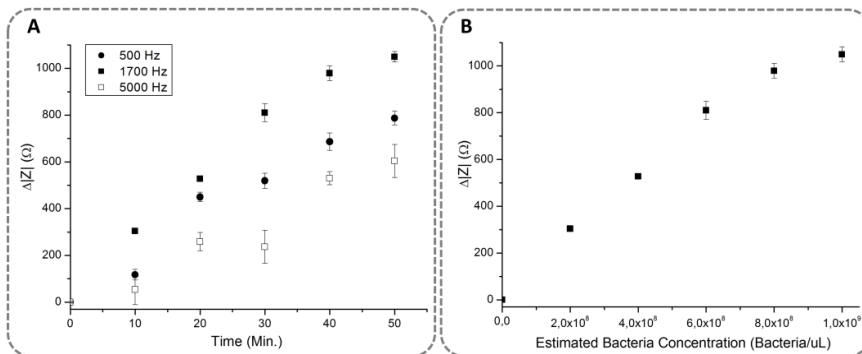 A
500 Hz
1700 Hz
5000 Hz
Δ|Z| (Ω)
1000
800
600
400
200
0
0 10 20 30 40 50
Time (Min.)
B
Δ|Z| (Ω)
1000
800
600
400
200
0
0,0 2,0x10⁸ 4,0x10⁸ 6,0x10⁸ 8,0x10⁸ 1,0x10⁹
Estimated Bacteria Concentration (Bacteria/uL)